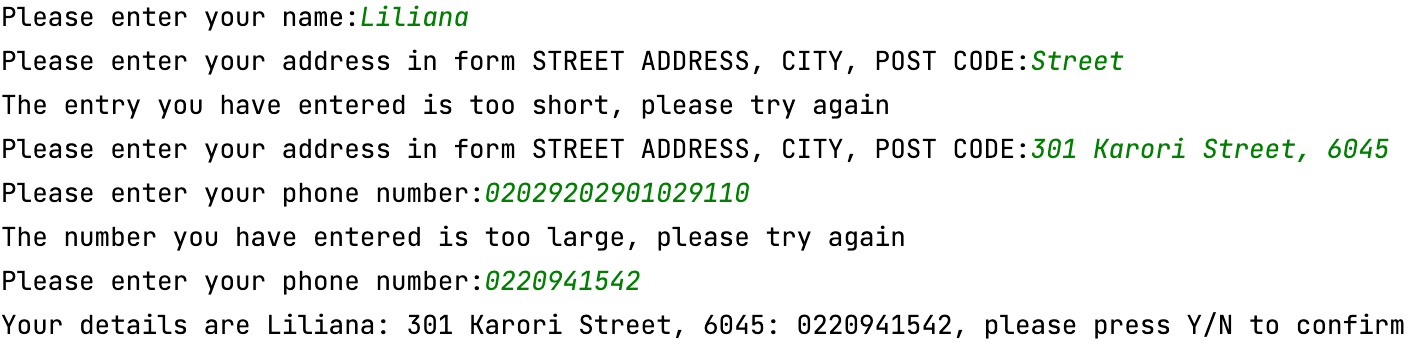 Please enter your name:Liliana
Please enter your address in form STREET ADDRESS, CITY, POST CODE:Street
The entry you have entered is too short, please try again
Please enter your address in form STREET ADDRESS, CITY, POST CODE:301 Karori Street, 6045
Please enter your phone number:02029202901029110
The number you have entered is too large, please try again
Please enter your phone number:0220941542
Your details are Liliana: 301 Karori Street, 6045: 0220941542, please press Y/N to confirm